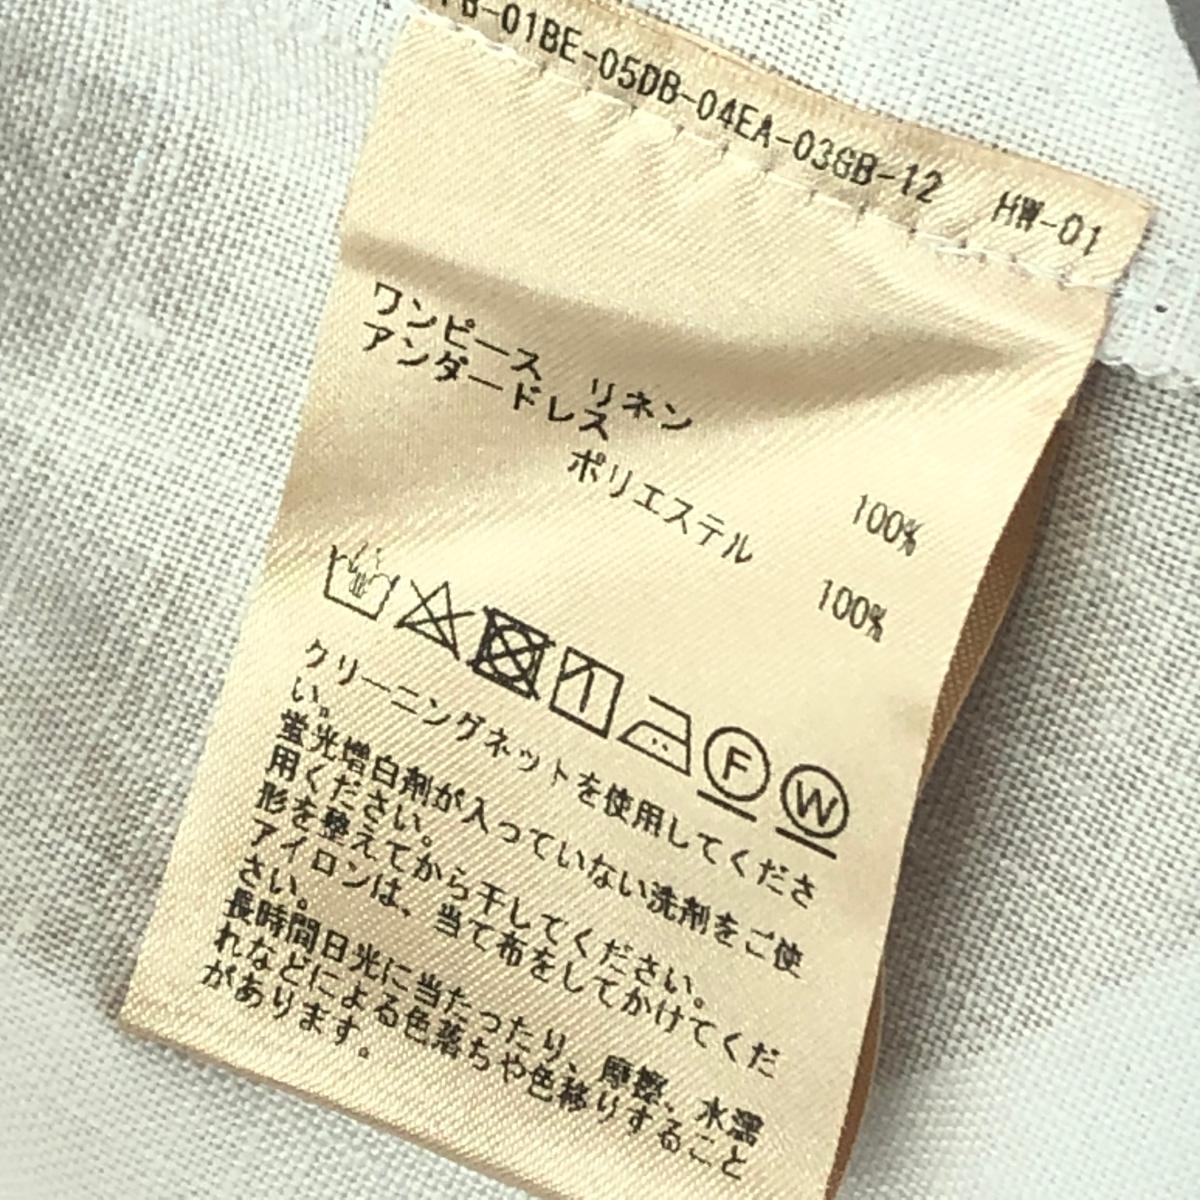 FB-01BE-05DB-04EA-03GB-12 HW-01
ワンピース リネン 100%
アンダードレス
ポリエステル 100%
F W
クリーニングネットを使用してくださ
い。
蛍光増白剤が入っていない洗剤をご使
用ください。
形を整えてから干してください。
アイロンは、当て布をしてかけてくだ
さい。
長時間日光に当たったり、摩擦、水濡
れなどによる色落ちや色移りすること
があります。